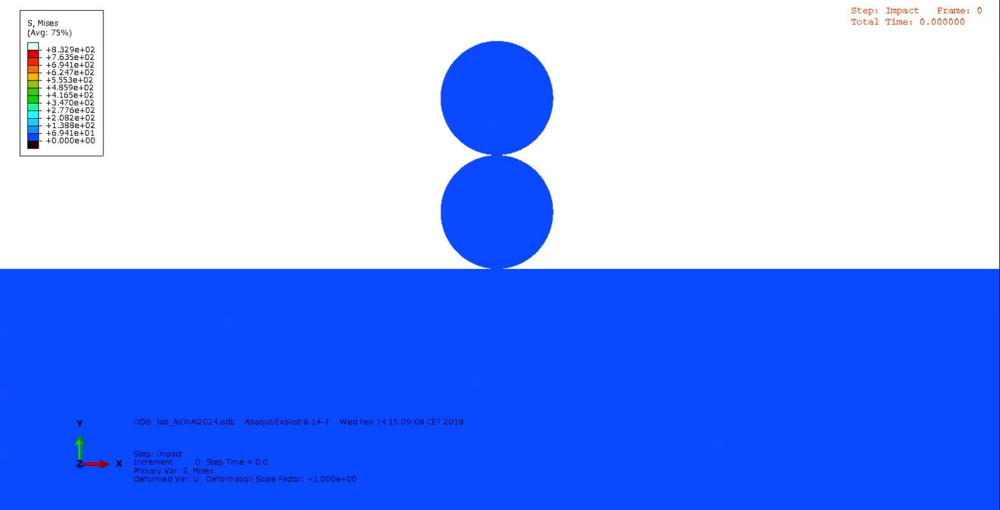 Step: Impact Frame: 0
Total Time: 0.000000
S, Mises
(Avg: 75%)
+8.329e+02
+7.635e+02
+6.941e+02
+6.247e+02
+5.553e+02
+4.859e+02
+4.165e+02
+3.470e+02
+2.776e+02
+2.082e+02
+1.388e+02
+6.941e+01
+0.000e+00
Y
Z
X
ODB: Job_AlOnAl2024.odb Abaqus/Explicit 6.14-1 Wed Feb 14 15:09:08 CET 2018
Step: Impact
Increment 0: Step Time = 0.0
Primary Var: S, Mises
Deformed Var: U Deformation Scale Factor: +1.000e+00